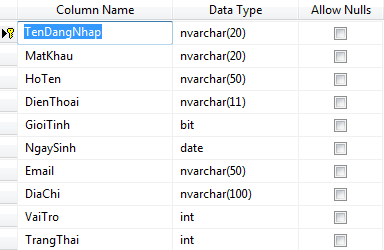 Column Name Data Type Allow Nulls
TenDangNhap nvarchar(20)
MatKhau nvarchar(20)
HoTen nvarchar(50)
DienThoai nvarchar(11)
GioiTinh bit
NgaySinh date
Email nvarchar(50)
DiaChi nvarchar(100)
VaiTro int
TrangThai int